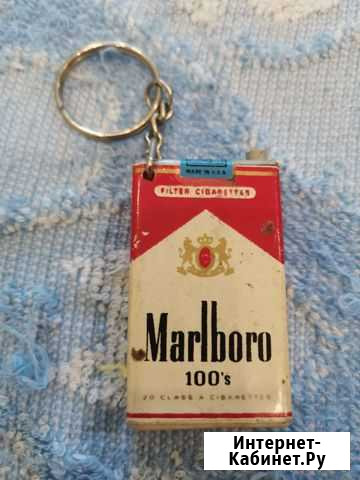 MADE IN U.S.A.
FILTER CIGARETTES
Marlboro
100's
20 CLASS A CIGARETTES
Интернет-
Кабинет.Ру